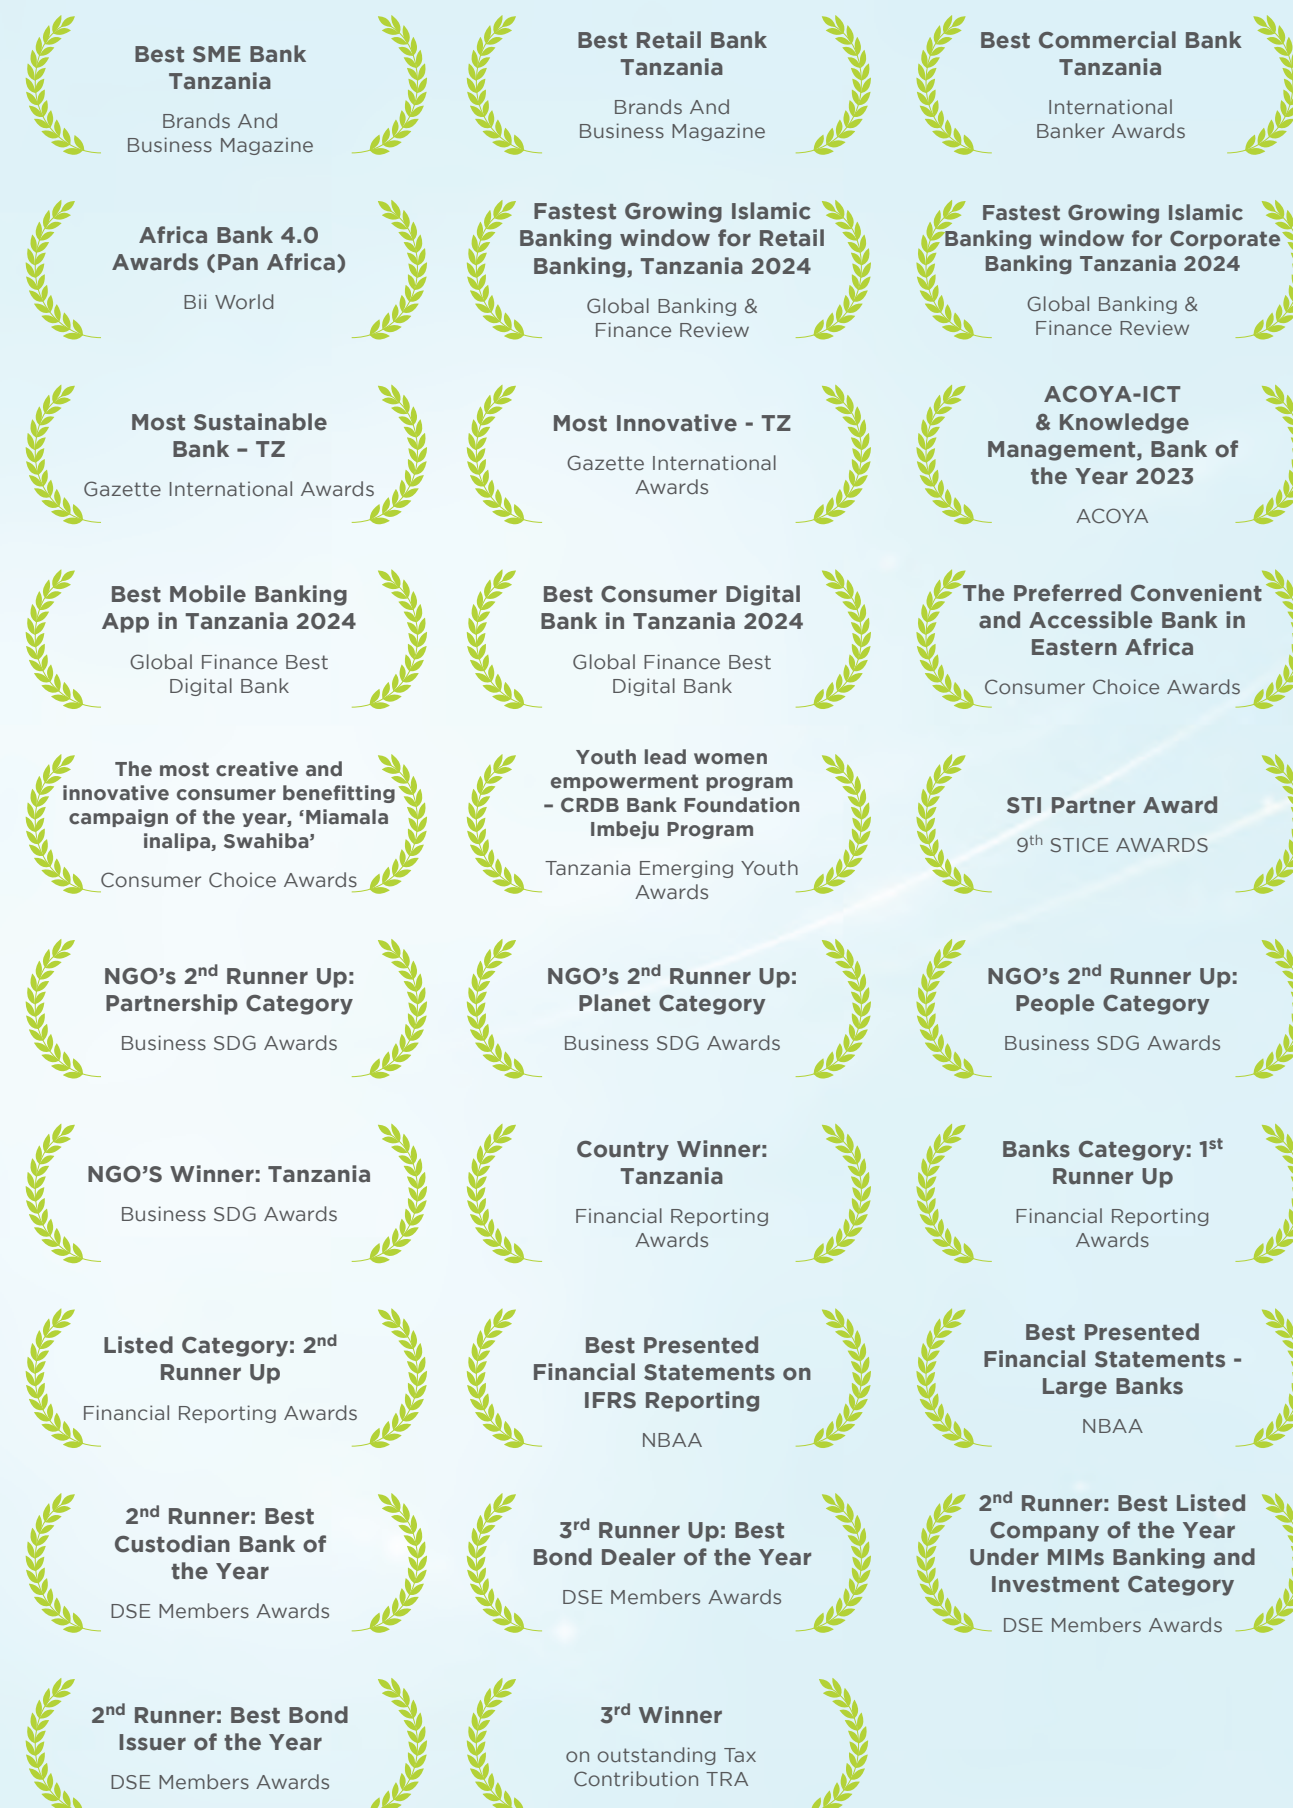 Best SME Bank
Tanzania
Brands And
Business Magazine
Best Retail Bank
Tanzania
Brands And
Business Magazine
Best Commercial Bank
Tanzania
International
Banker Awards
Africa Bank 4.0
Awards (Pan Africa)
Bii World
Fastest Growing Islamic
Banking window for Retail
Banking, Tanzania 2024
Global Banking &
Finance Review
Fastest Growing Islamic
Banking window for Corporate
Banking Tanzania 2024
Global Banking &
Finance Review
Most Sustainable
Bank – TZ
Gazette International Awards
Most Innovative - TZ
Gazette International
Awards
ACOYA-ICT
& Knowledge
Management, Bank of
the Year 2023
ACOYA
Best Mobile Banking
App in Tanzania 2024
Global Finance Best
Digital Bank
Best Consumer Digital
Bank in Tanzania 2024
Global Finance Best
Digital Bank
The Preferred Convenient
and Accessible Bank in
Eastern Africa
Consumer Choice Awards
The most creative and
innovative consumer benefitting
campaign of the year, ‘Miamala
inalipa, Swahiba’
Consumer Choice Awards
Youth lead women
empowerment program
– CRDB Bank Foundation
Imbeju Program
Tanzania Emerging Youth
Awards
STI Partner Award
9th STICE AWARDS
NGO’s 2nd Runner Up:
Partnership Category
Business SDG Awards
NGO’s 2nd Runner Up:
Planet Category
Business SDG Awards
NGO’s 2nd Runner Up:
People Category
Business SDG Awards
NGO’S Winner: Tanzania
Business SDG Awards
Country Winner:
Tanzania
Financial Reporting
Awards
Banks Category: 1st
Runner Up
Financial Reporting
Awards
Listed Category: 2nd
Runner Up
Financial Reporting Awards
Best Presented
Financial Statements on
IFRS Reporting
NBAA
Best Presented
Financial Statements -
Large Banks
NBAA
2nd Runner: Best
Custodian Bank of
the Year
DSE Members Awards
3rd Runner Up: Best
Bond Dealer of the Year
DSE Members Awards
2nd Runner: Best Listed
Company of the Year
Under MIMs Banking and
Investment Category
DSE Members Awards
2nd Runner: Best Bond
Issuer of the Year
DSE Members Awards
3rd Winner
on outstanding Tax
Contribution TRA